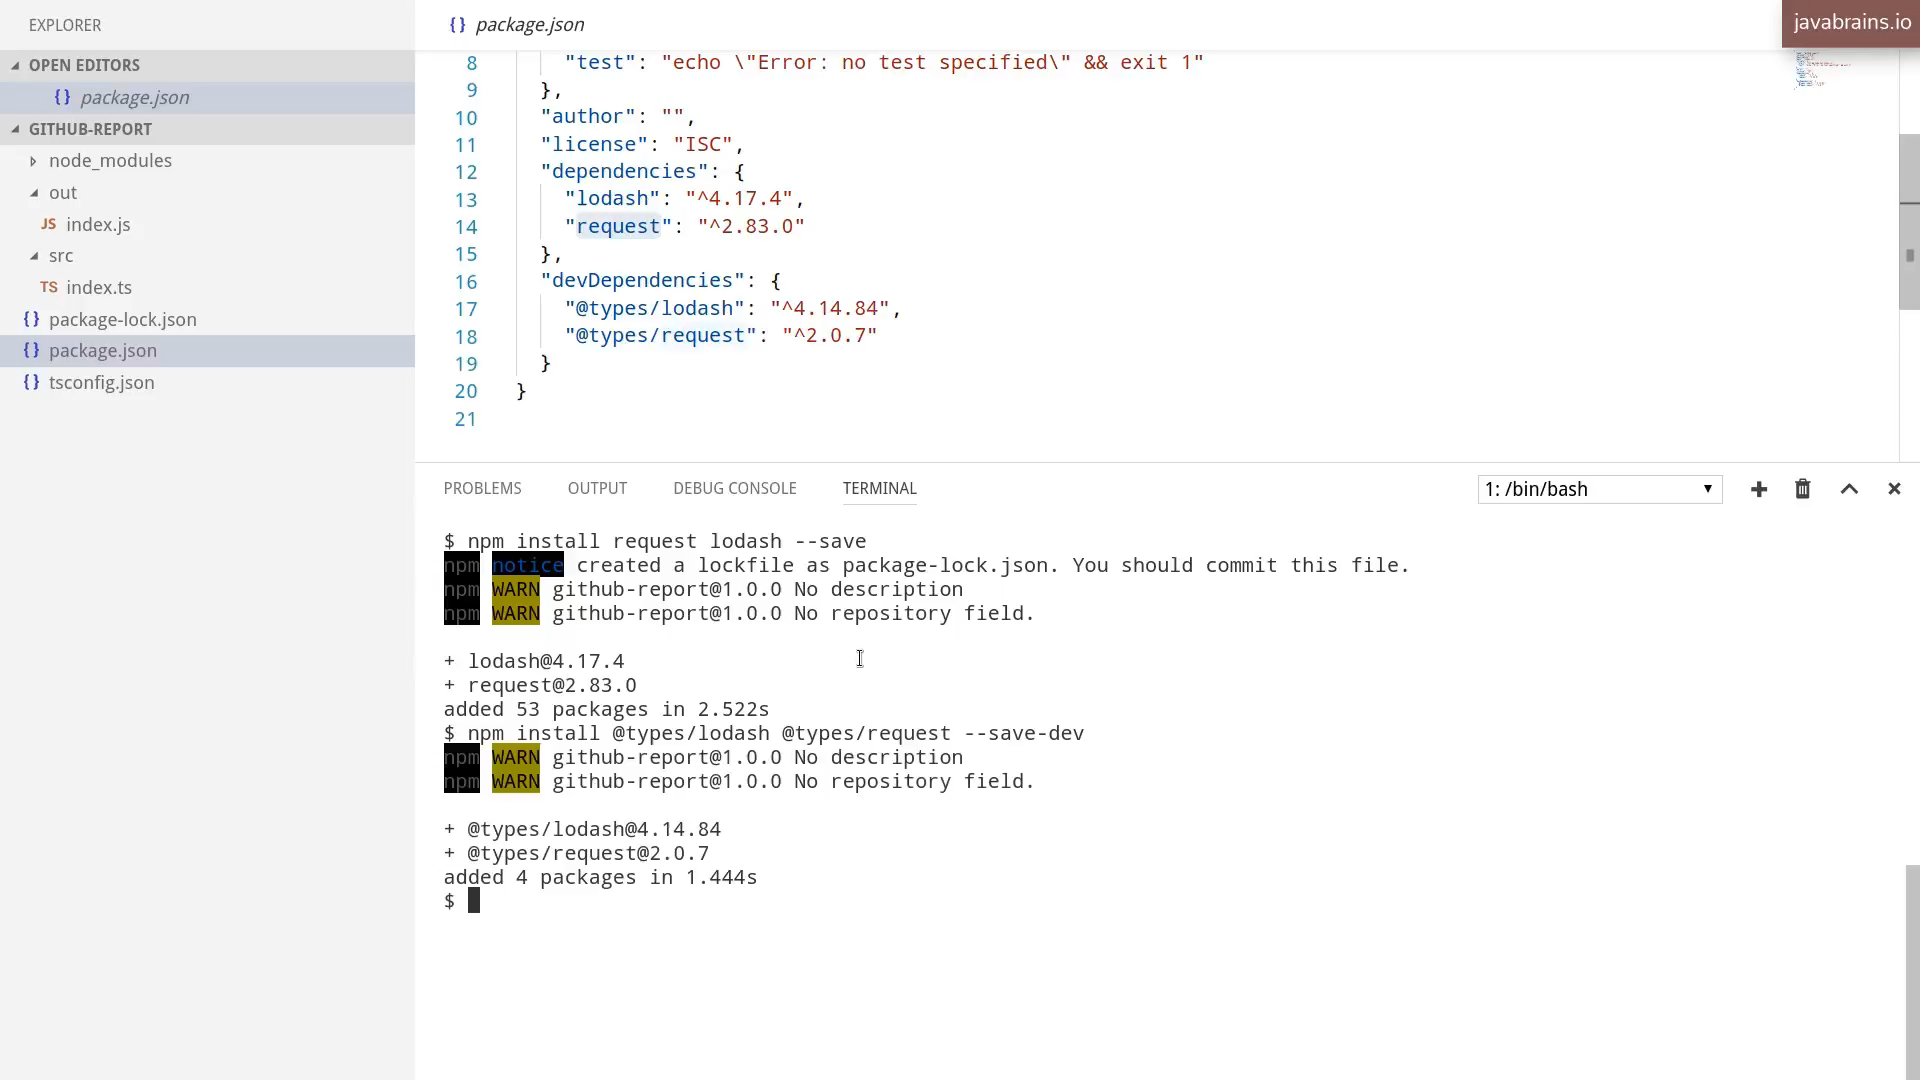 EXPLORER
OPEN EDITORS
{} package.json
GITHUB-REPORT
node_modules
out
JS index.js
src
TS index.ts
{} package-lock.json
{} package.json
{} tsconfig.json
{} package.json
javabrains.io
8 "test": "echo \"Error: no test specified\" && exit 1"
9 },
10 "author": "",
11 "license": "ISC",
12 "dependencies": {
13 "lodash": "^4.17.4",
14 "request": "^2.83.0"
15 },
16 "devDependencies": {
17 "@types/lodash": "^4.14.84",
18 "@types/request": "^2.0.7"
19 }
20 }
21
PROBLEMS OUTPUT DEBUG CONSOLE TERMINAL 1: /bin/bash
$ npm install request lodash --save
npm notice created a lockfile as package-lock.json. You should commit this file.
npm WARN github-report@1.0.0 No description
npm WARN github-report@1.0.0 No repository field.
+ lodash@4.17.4
+ request@2.83.0
added 53 packages in 2.522s
$ npm install @types/lodash @types/request --save-dev
npm WARN github-report@1.0.0 No description
npm WARN github-report@1.0.0 No repository field.
+ @types/lodash@4.14.84
+ @types/request@2.0.7
added 4 packages in 1.444s
$